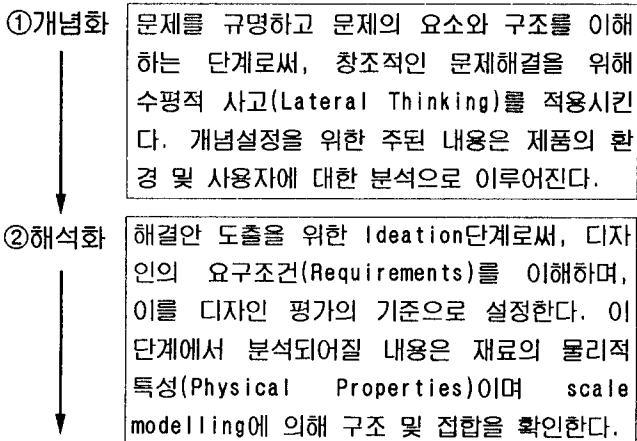 ①개념화 문제를 규명하고 문제의 요소와 구조를 이해
하는 단계로써, 창조적인 문제해결을 위해
수평적 사고(Lateral Thinking)를 적용시킨
다. 개념설정을 위한 주된 내용은 제품의 환
경 및 사용자에 대한 분석으로 이루어진다.
②해석화 해결안 도출을 위한 Ideation단계로써, 디자
인의 요구조건(Requirements)를 이해하며,
이를 디자인 평가의 기준으로 설정한다. 이
단계에서 분석되어질 내용은 재료의 물리적
특성(Physical Properties)이며 scale
modelling에 의해 구조 및 접합을 확인한다.